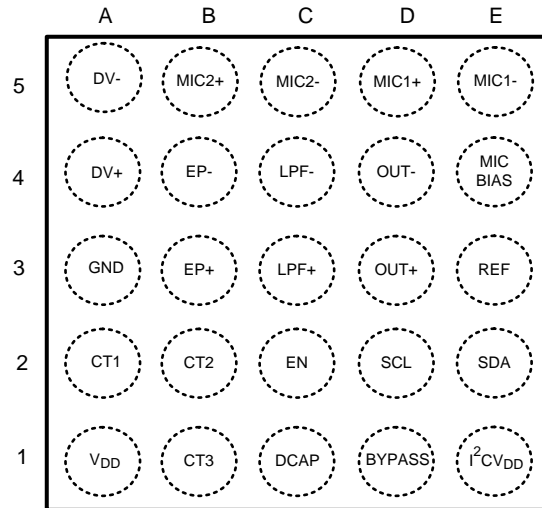 A B C D E
5 DV- MIC2+ MIC2- MIC1+ MIC1-
4 DV+ EP- LPF- OUT- MIC BIAS
3 GND EP+ LPF+ OUT+ REF
2 CT1 CT2 EN SCL SDA
1 VDD CT3 DCAP BYPASS I²CVDD